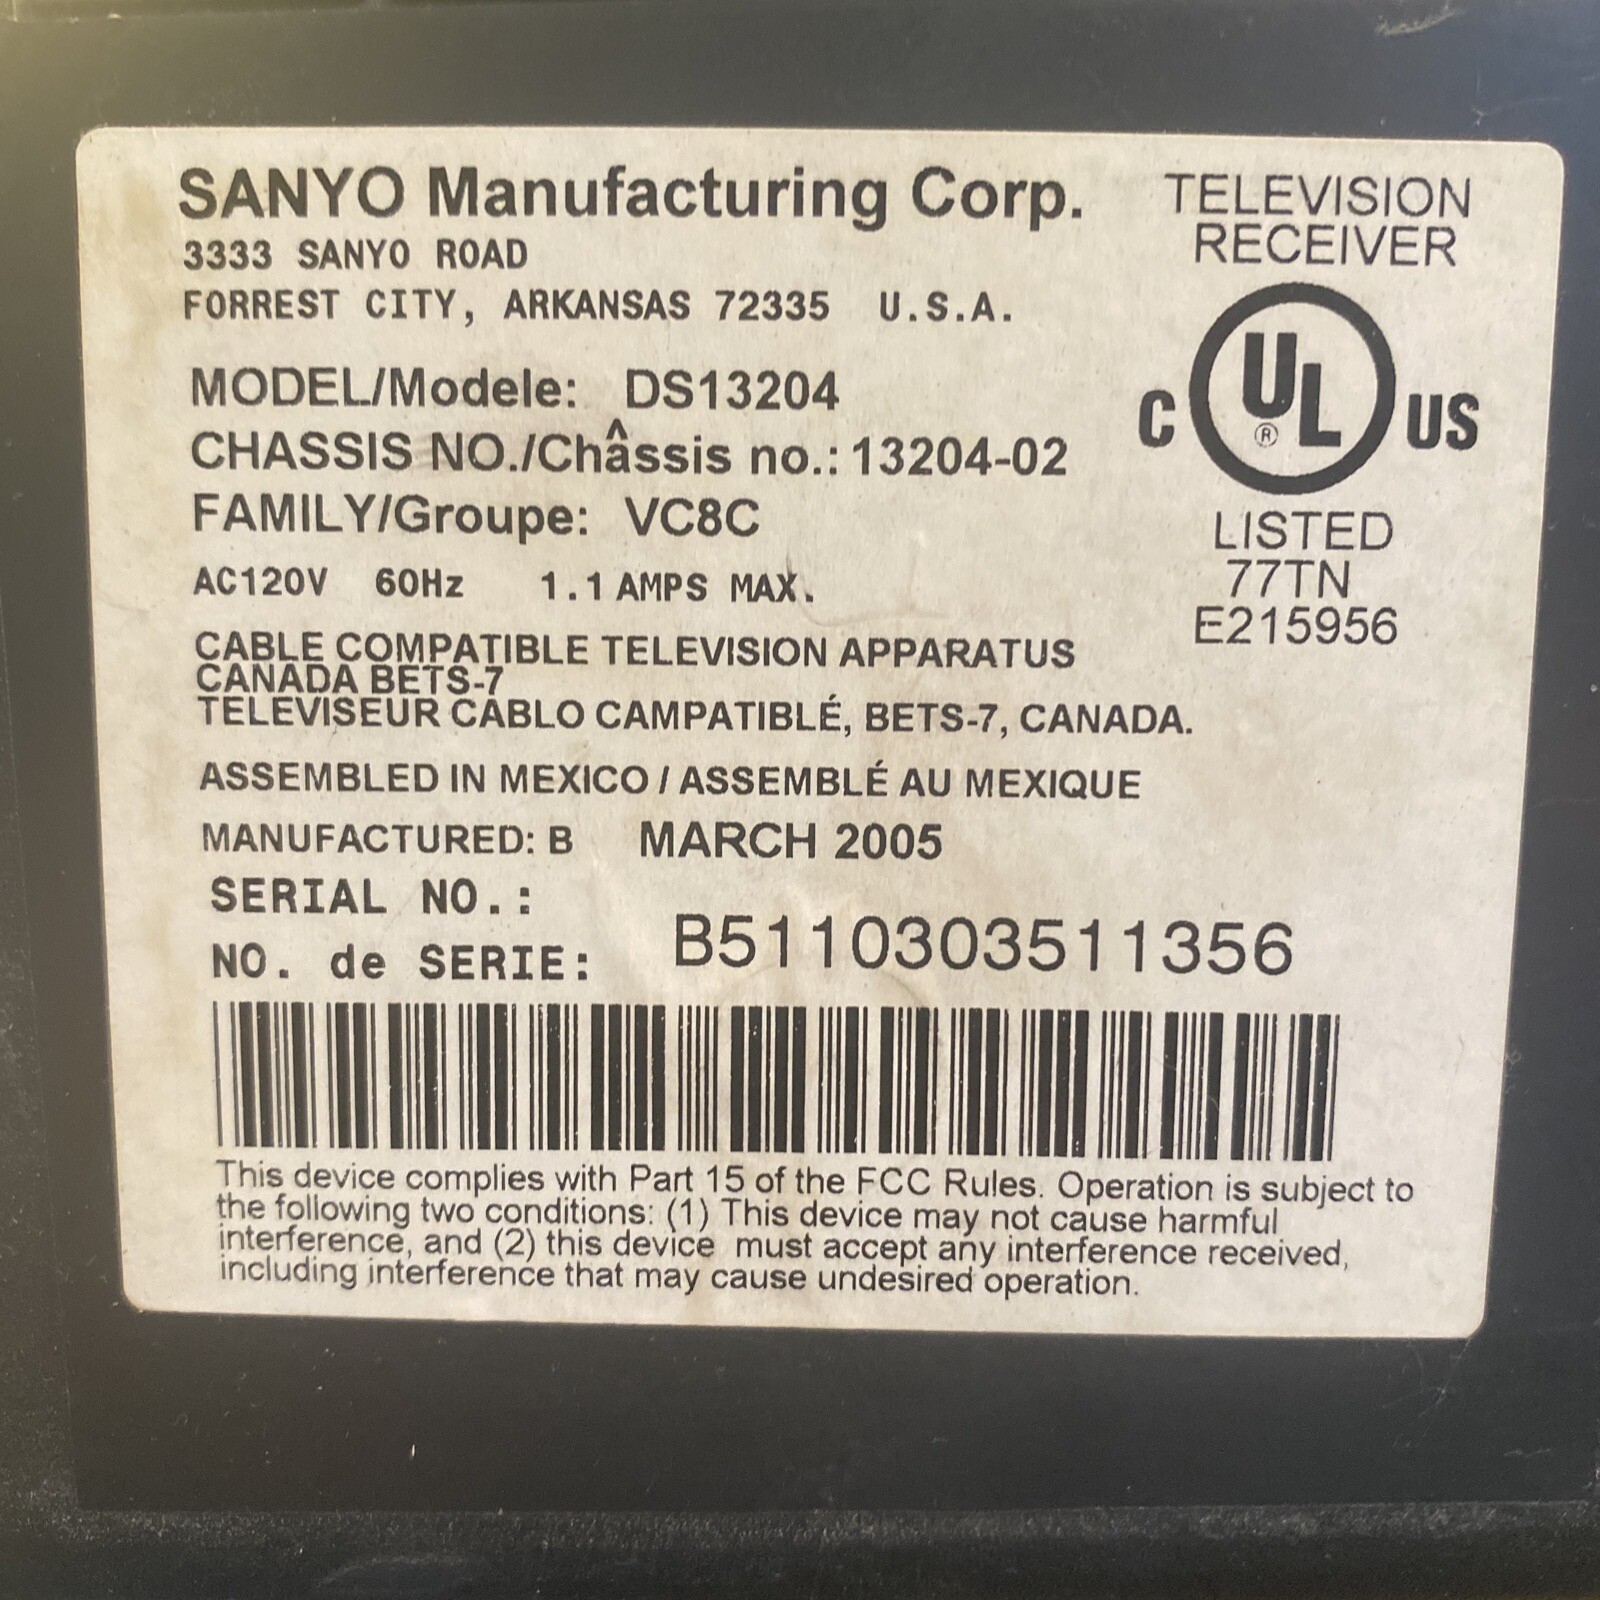 SANYO Manufacturing Corp.
3333 SANYO ROAD
FORREST CITY, ARKANSAS 72335 U.S.A.
TELEVISION
RECEIVER
C UL® US
LISTED
77TN
E215956
MODEL/Modele: DS13204
CHASSIS NO./Châssis no.: 13204-02
FAMILY/Groupe: VC8C
AC120V 60Hz 1.1 AMPS MAX.
CABLE COMPATIBLE TELEVISION APPARATUS
CANADA BETS-7
TELEVISEUR CABLO CAMPATIBLÉ, BETS-7, CANADA.
ASSEMBLED IN MEXICO / ASSEMBLÉ AU MEXIQUE
MANUFACTURED: B MARCH 2005
SERIAL NO.:
NO. de SERIE: B5110303511356
This device complies with Part 15 of the FCC Rules. Operation is subject to
the following two conditions: (1) This device may not cause harmful
interference, and (2) this device must accept any interference received,
including interference that may cause undesired operation.